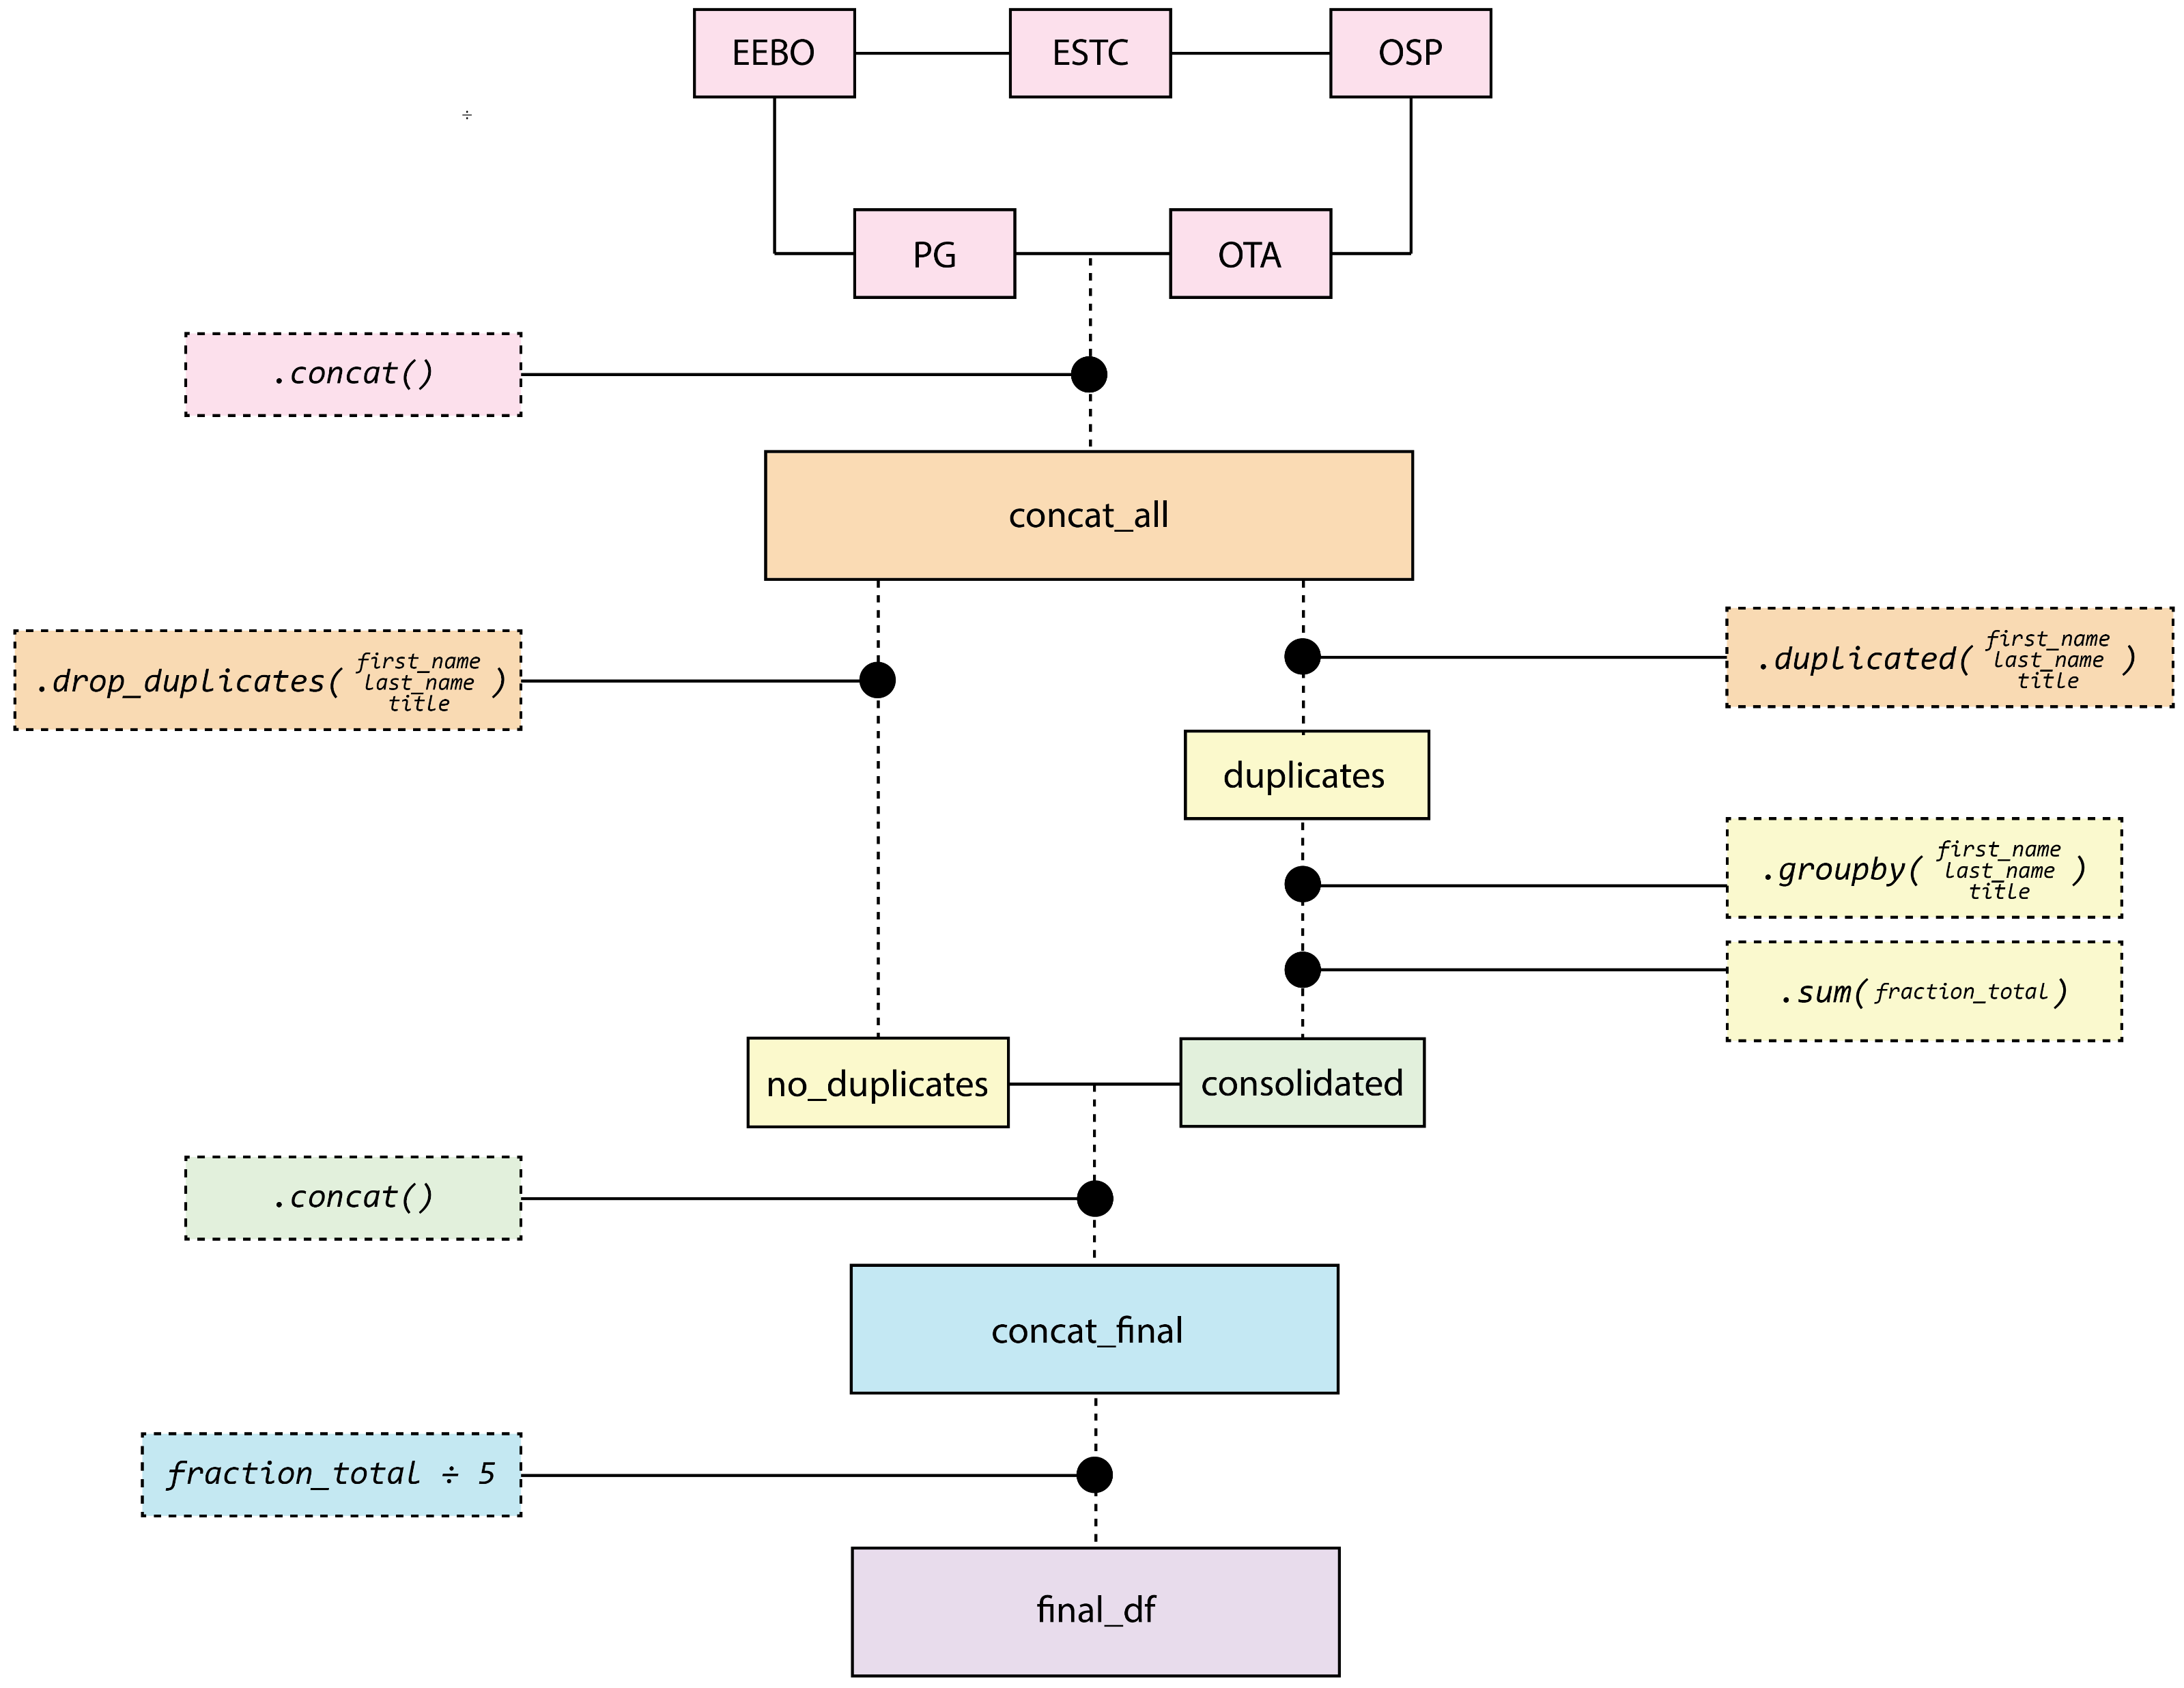 EEBO
ESTC
OSP
÷
PG
OTA
.concat()
concat_all
.drop_duplicates( first_name
last_name
title )
.duplicated( first_name
last_name
title )
duplicates
.groupby( first_name
last_name
title )
.sum( fraction_total )
no_duplicates
consolidated
.concat()
concat_final
fraction_total ÷ 5
final_df